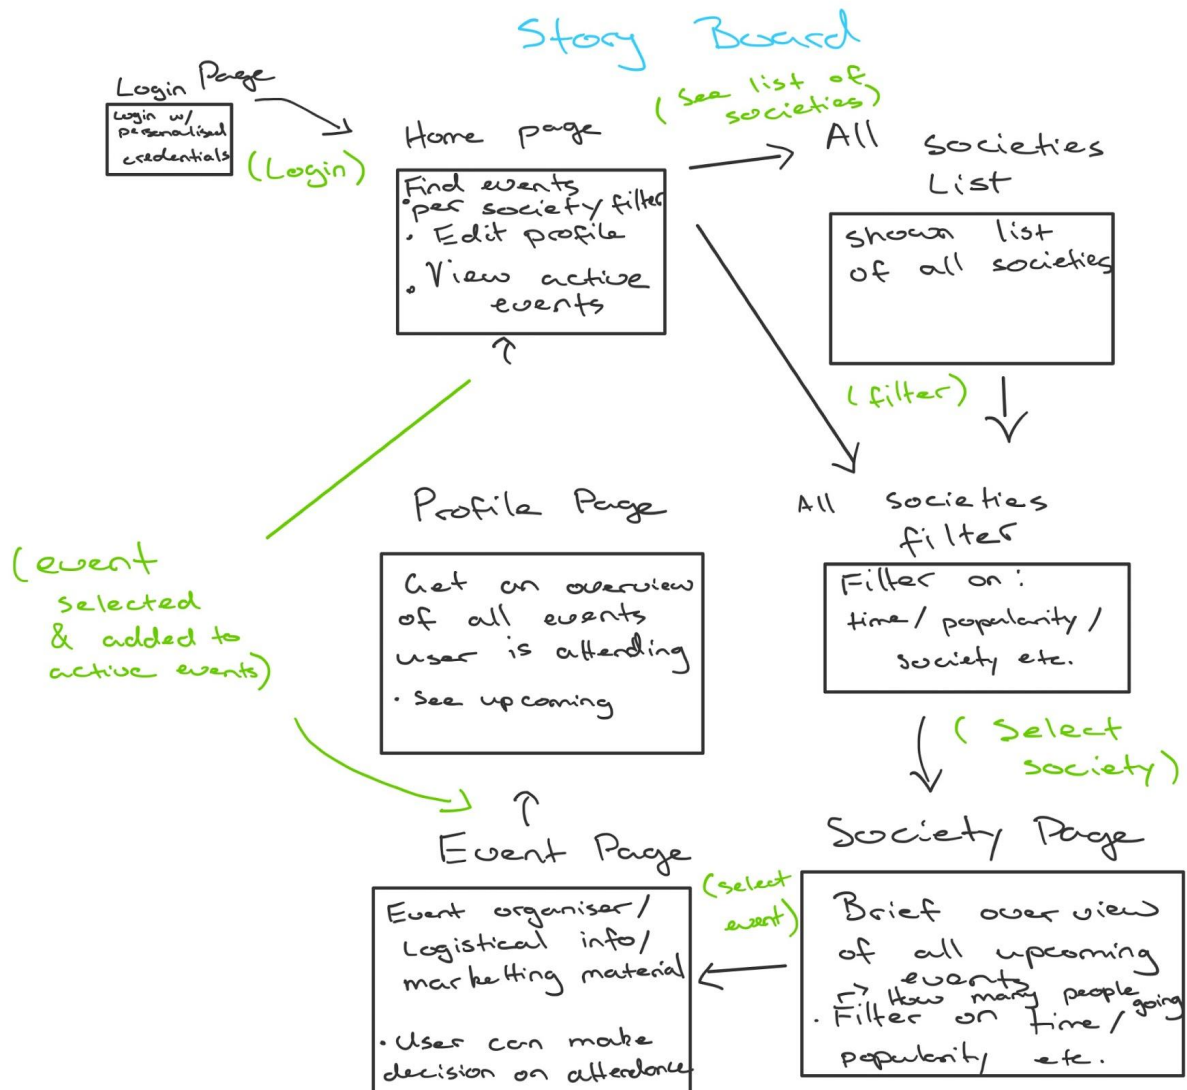 Story Board
Login Page
Login w/
personalised
credentials
(Login)
Home page
Find events
• per society filter
• Edit profile
• View active
events
(see list of
societies)
All societies
List
shown list
of all societies
(filter)
All societies
filter
Filter on:
time/ popularity/
society etc.
(Select
society)
Society Page
Brief overview
of all upcoming
events
↳ How many people
going
• Filter on time/
popularity etc.
(select
event)
Event Page
Event organiser/
Logistical info/
marketting material
• User can make
decision on attendance
Profile Page
Get an overview
of all events
user is attending
• See upcoming
(event
selected
& added to
active events)